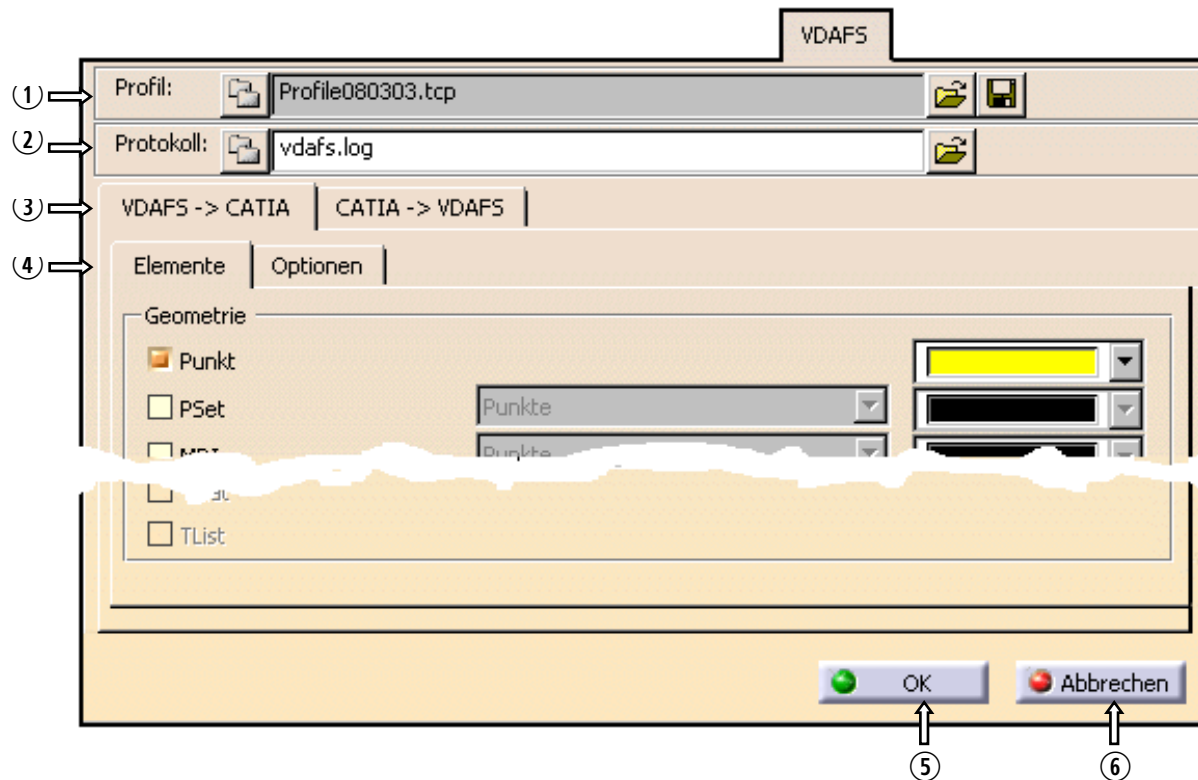 VDAFS
① Profil: Profile080303.tcp
② Protokoll: vdafs.log
③ VDAFS -> CATIA CATIA -> VDAFS
④ Elemente Optionen
Geometrie
Punkt
PSet Punkte
Punkte
TList
OK Abbrechen
⑤ ⑥